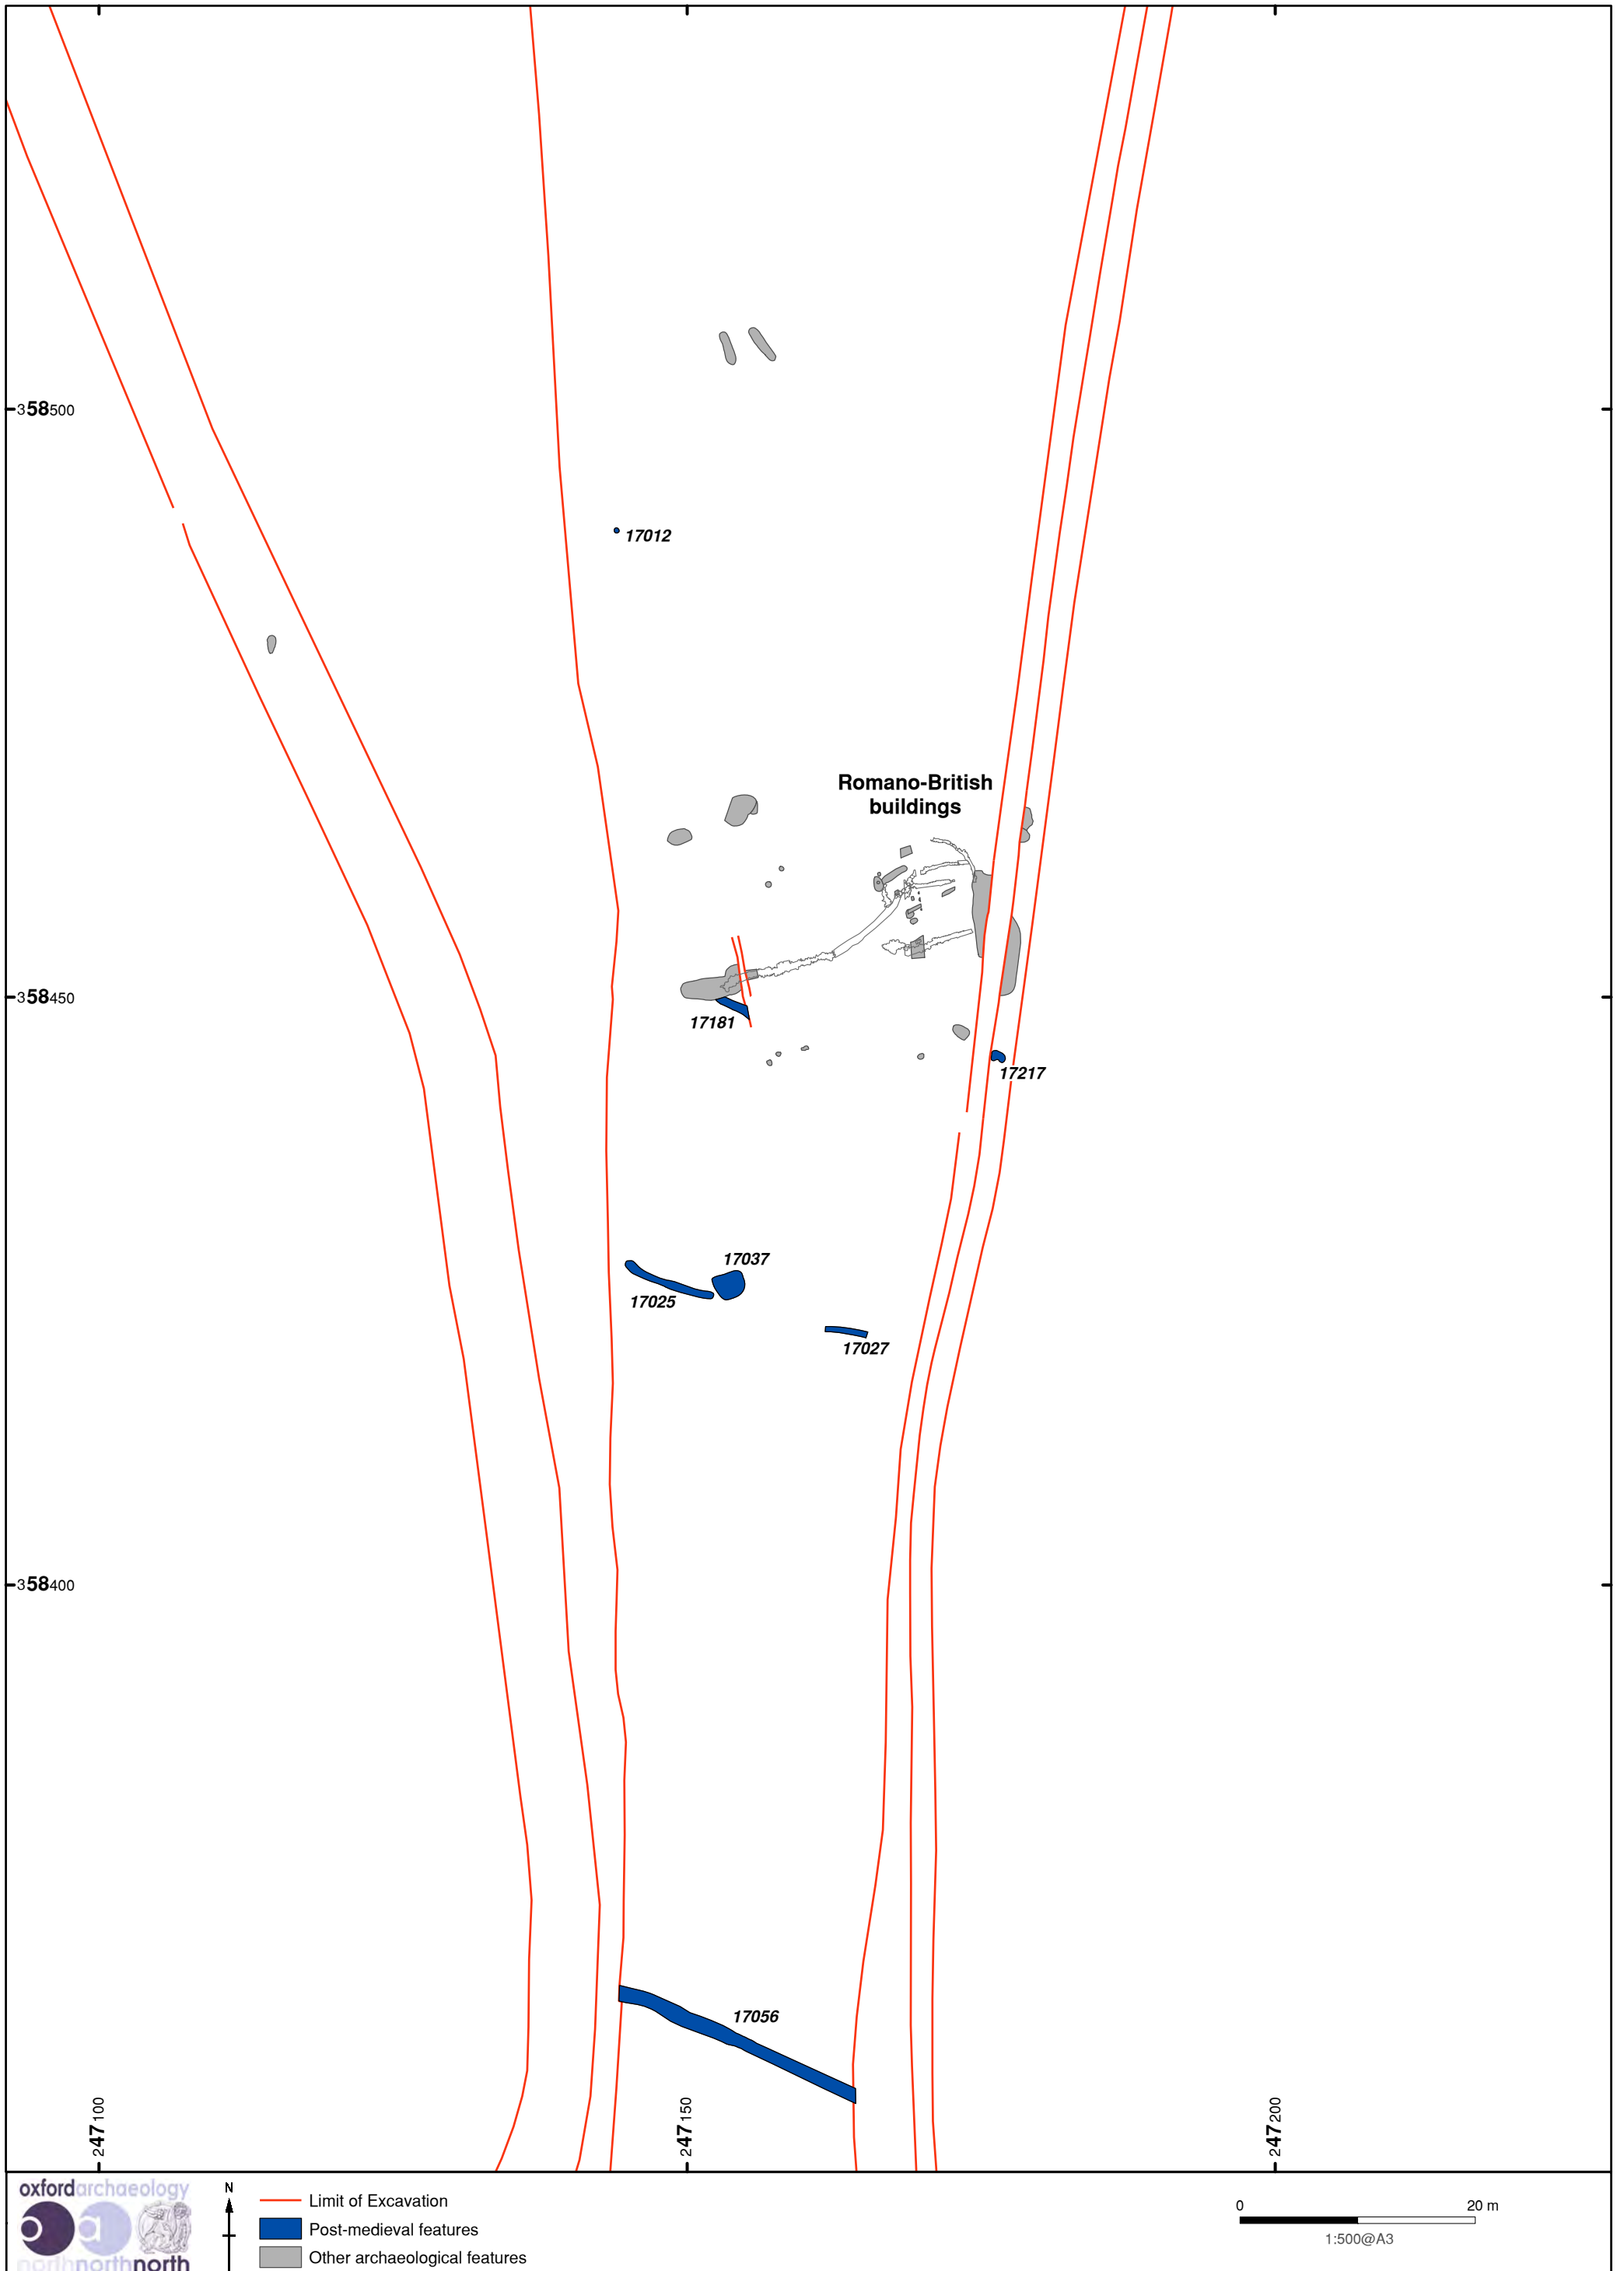 358500
17012
Romano-British
buildings
358450
17181
17217
17037
17025
17027
358400
17056
247100
247150
247200
oxfordarchaeology
northnorthnorth
N
Limit of Excavation
Post-medieval features
Other archaeological features
0 20 m
1:500@A3